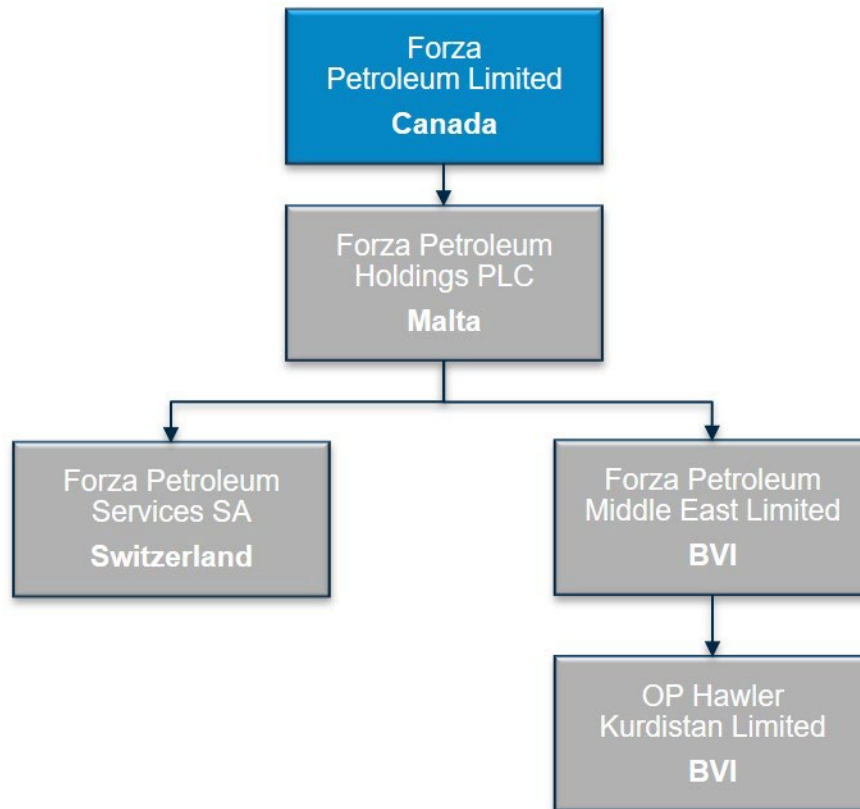 Forza
Petroleum Limited
Canada
Forza Petroleum
Holdings PLC
Malta
Forza Petroleum
Services SA
Switzerland
Forza Petroleum
Middle East Limited
BVI
OP Hawler
Kurdistan Limited
BVI